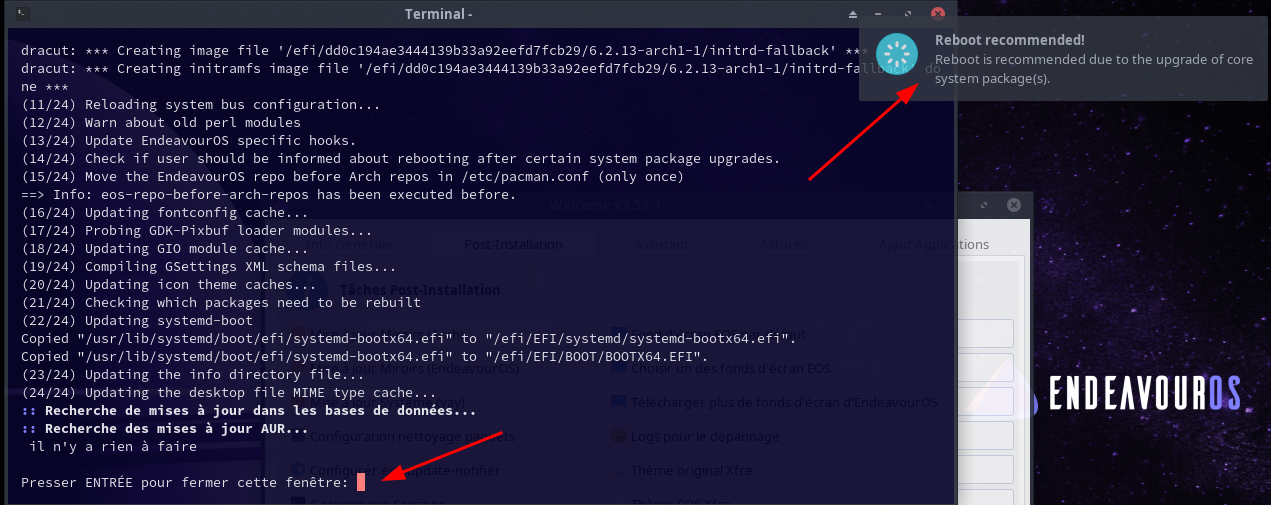 Terminal -
dracut: *** Creating image file '/efi/dd0c194ae3444139b33a92eefd7fcb29/6.2.13-arch1-1/initrd-fallback' ***
dracut: *** Creating initramfs image file '/efi/dd0c194ae3444139b33a92eefd7fcb29/6.2.13-arch1-1/initrd-fallback' do
ne ***
(11/24) Reloading system bus configuration...
(12/24) Warn about old perl modules
(13/24) Update EndeavourOS specific hooks.
(14/24) Check if user should be informed about rebooting after certain system package upgrades.
(15/24) Move the EndeavourOS repo before Arch repos in /etc/pacman.conf (only once)
==> Info: eos-repo-before-arch-repos has been executed before.
(16/24) Updating fontconfig cache...
(17/24) Probing GDK-Pixbuf loader modules...
(18/24) Updating GIO module cache...
(19/24) Compiling GSettings XML schema files...
(20/24) Updating icon theme caches...
(21/24) Checking which packages need to be rebuilt
(22/24) Updating systemd-boot
Copied "/usr/lib/systemd/boot/efi/systemd-bootx64.efi" to "/efi/EFI/systemd/systemd-bootx64.efi".
Copied "/usr/lib/systemd/boot/efi/systemd-bootx64.efi" to "/efi/EFI/BOOT/BOOTX64.EFI".
(23/24) Updating the info directory file...
(24/24) Updating the desktop file MIME type cache...
:: Recherche de mises à jour dans les bases de données...
:: Recherche des mises à jour AUR...
il n'y a rien à faire
Presser ENTRÉE pour fermer cette fenêtre:
Reboot recommended!
Reboot is recommended due to the upgrade of core
system package(s).
Welcome v3.56-1
Info Générale
Post-Installation
Assistant
Astuces
Ajout Applications
Tâches Post-Installation
Choisir un des fonds d'écran EOS
Télécharger plus de fonds d'écran d'EndeavourOS
Configuration nettoyage paquets
Logs pour le dépannage
Configurer eos-update-notifier
Thème original Xfce
Thème EOS Xfce
ENDEAVOUROS